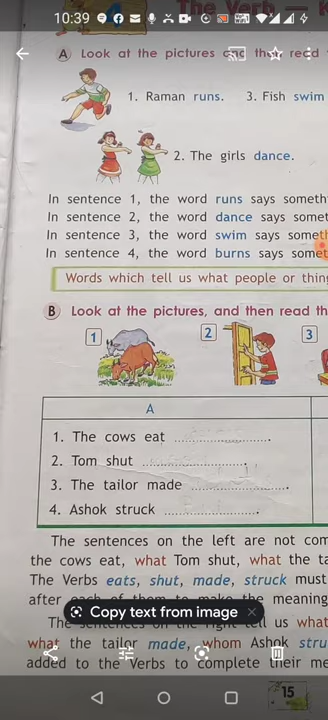 10:39
The Verb — K
A Look at the pictures and then read
1. Raman runs. 3. Fish swim
2. The girls dance.
In sentence 1, the word runs says someth
In sentence 2, the word dance says somet
In sentence 3, the word swim says someth
In sentence 4, the word burns says somet
Words which tell us what people or thin
B Look at the pictures, and then read th
1 2 3
A
1. The cows eat ....................
2. Tom shut ....................
3. The tailor made ....................
4. Ashok struck ....................
The sentences on the left are not com
the cows eat, what Tom shut, what the ta
The Verbs eats, shut, made, struck must
after each of them to make the meaning
Copy text from image
The sentences on the right tell us what
what the tailor made, whom Ashok stru
added to the Verbs to complete their me
15